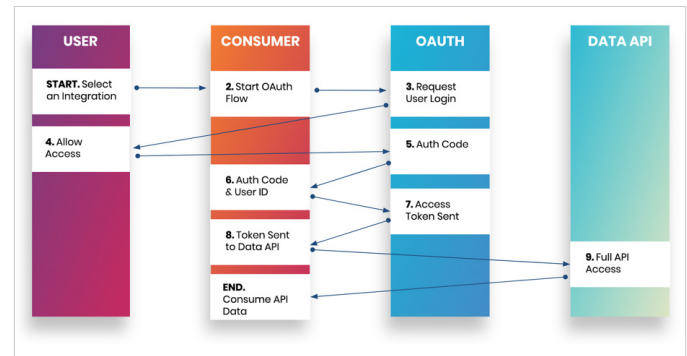 USER
CONSUMER
OAUTH
DATA API
START. Select
an Integration
2. Start OAuth
Flow
3. Request
User Login
4. Allow
Access
5. Auth Code
6. Auth Code
& User ID
7. Access
Token Sent
8. Token Sent
to Data API
9. Full API
Access
END.
Consume API
Data